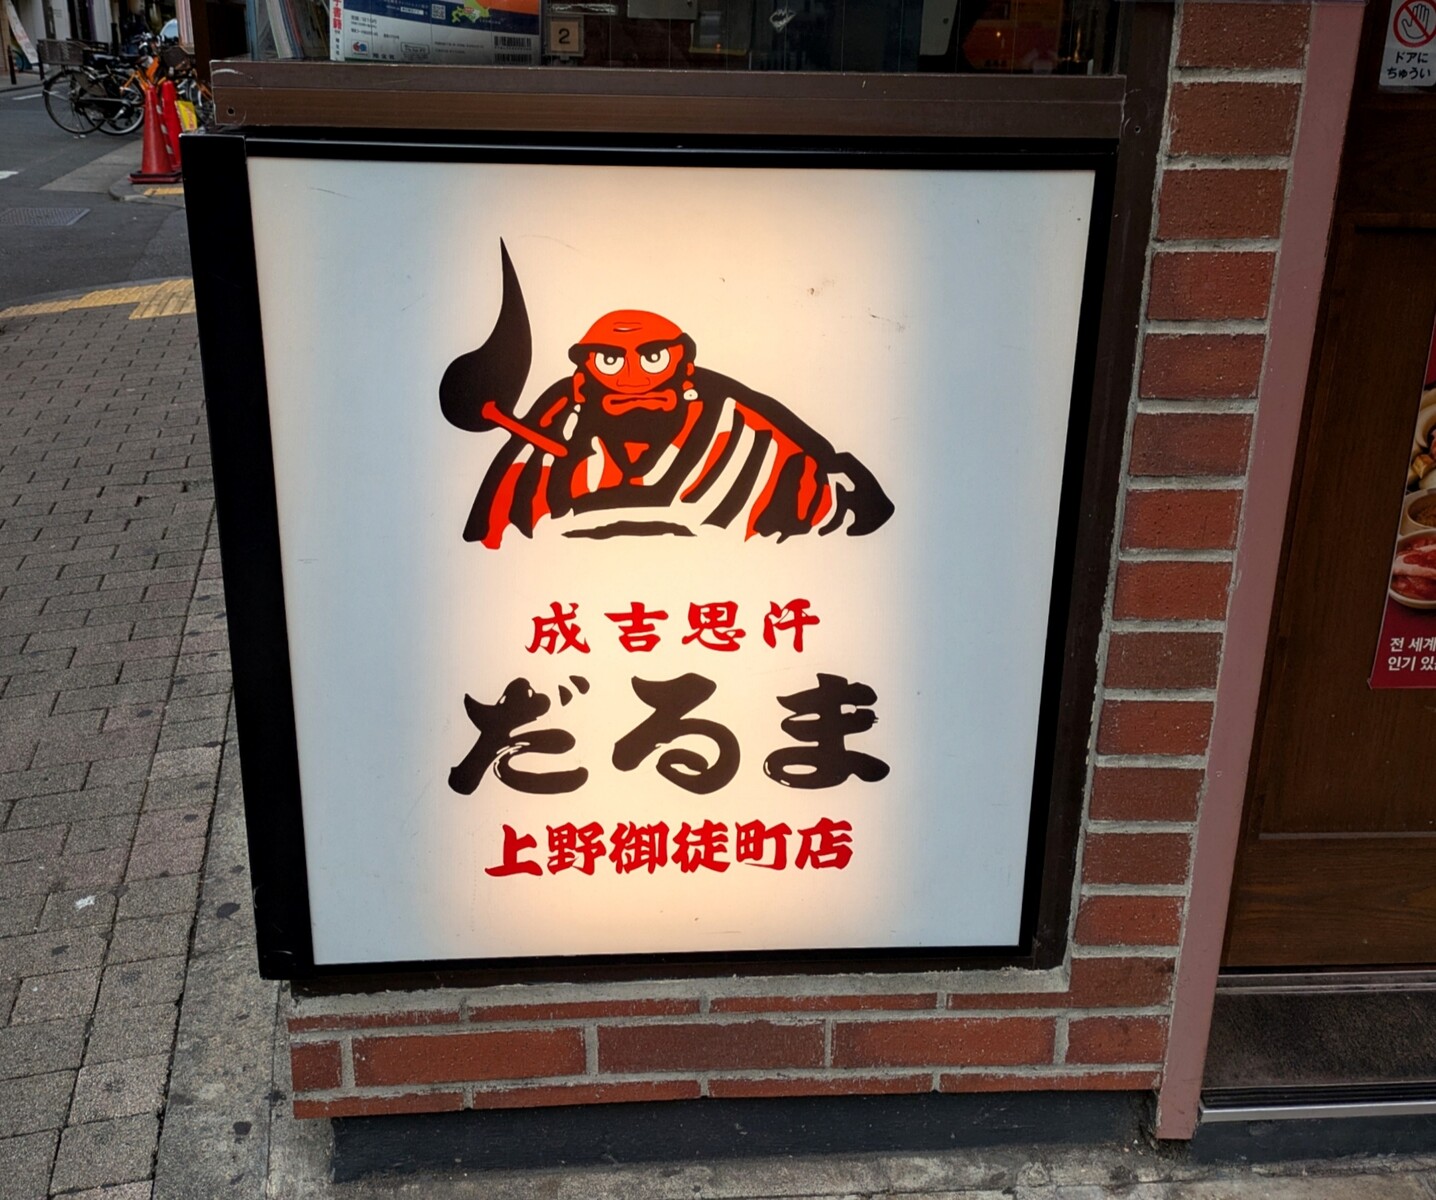 2
ドアに
ちゅうい
成吉思汗
だるま
上野御徒町店
전 세계
인기 있